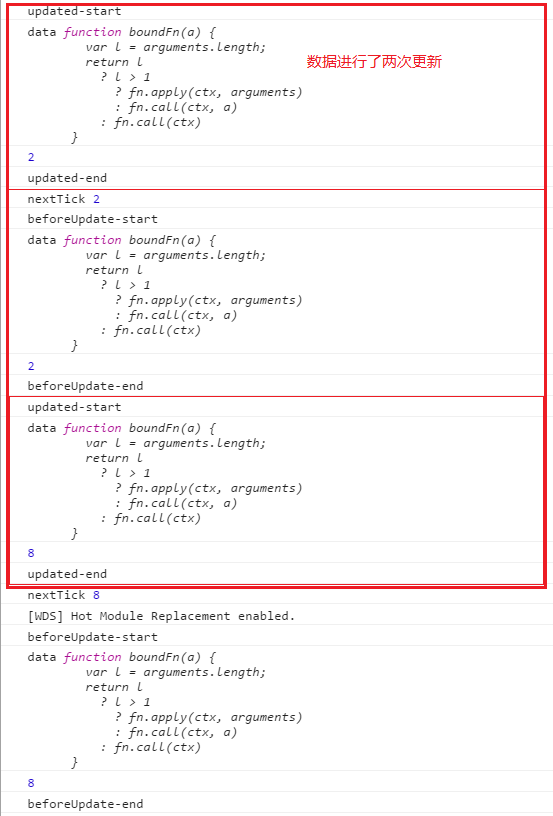 updated-start
data function boundFn(a) {
        var l = arguments.length;
        return l
          ? l > 1
            ? fn.apply(ctx, arguments)
            : fn.call(ctx, a)
          : fn.call(ctx)
      }
数据进行了两次更新
2
updated-end
nextTick 2
beforeUpdate-start
data function boundFn(a) {
        var l = arguments.length;
        return l
          ? l > 1
            ? fn.apply(ctx, arguments)
            : fn.call(ctx, a)
          : fn.call(ctx)
      }
2
beforeUpdate-end
updated-start
data function boundFn(a) {
        var l = arguments.length;
        return l
          ? l > 1
            ? fn.apply(ctx, arguments)
            : fn.call(ctx, a)
          : fn.call(ctx)
      }
8
updated-end
nextTick 8
[WDS] Hot Module Replacement enabled.
beforeUpdate-start
data function boundFn(a) {
        var l = arguments.length;
        return l
          ? l > 1
            ? fn.apply(ctx, arguments)
            : fn.call(ctx, a)
          : fn.call(ctx)
      }
8
beforeUpdate-end